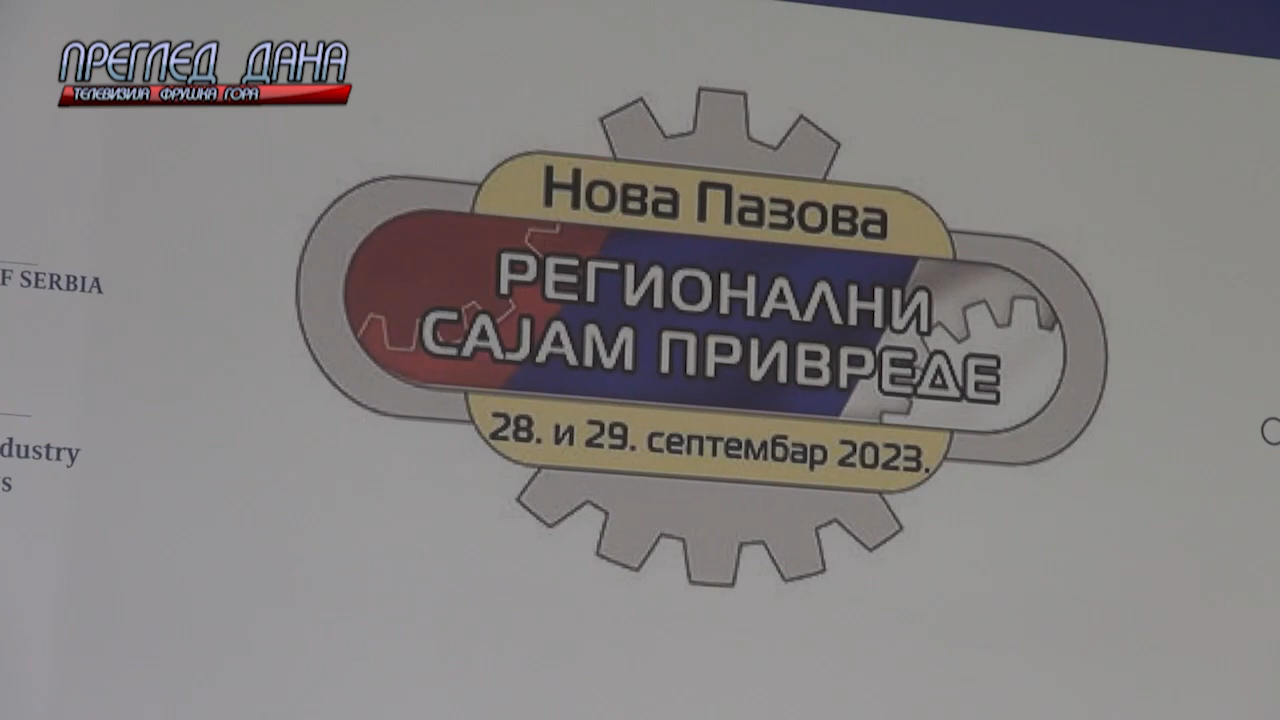 ПРЕГЛЕД ДАНА
ТЕЛЕВИЗИЈА ФРУШКА ГОРА
Нова Пазова
РЕГИОНАЛНИ
САЈАМ ПРИВРЕДЕ
28. и 29. септембар 2023.
F SERBIA
dustry
s